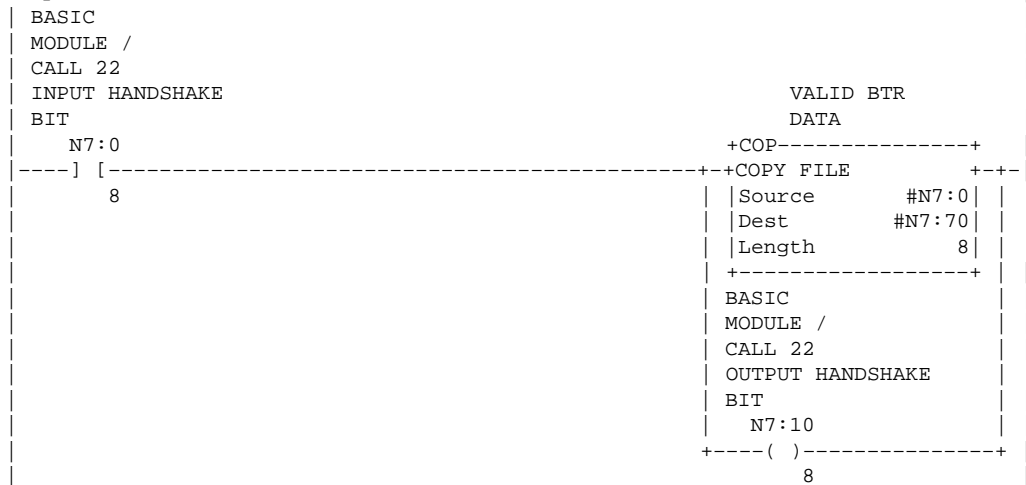 BASIC
MODULE /
CALL 22
INPUT HANDSHAKE VALID BTR
BIT DATA
N7:0 +COP---------------+
----] [----------------------------------------------+-+COPY FILE +-+-
8 | |Source #N7:0| |
| |Dest #N7:70| |
| |Length 8| |
| +------------------+ |
BASIC
MODULE /
CALL 22
OUTPUT HANDSHAKE
BIT
N7:10
+----( )---------------+
8